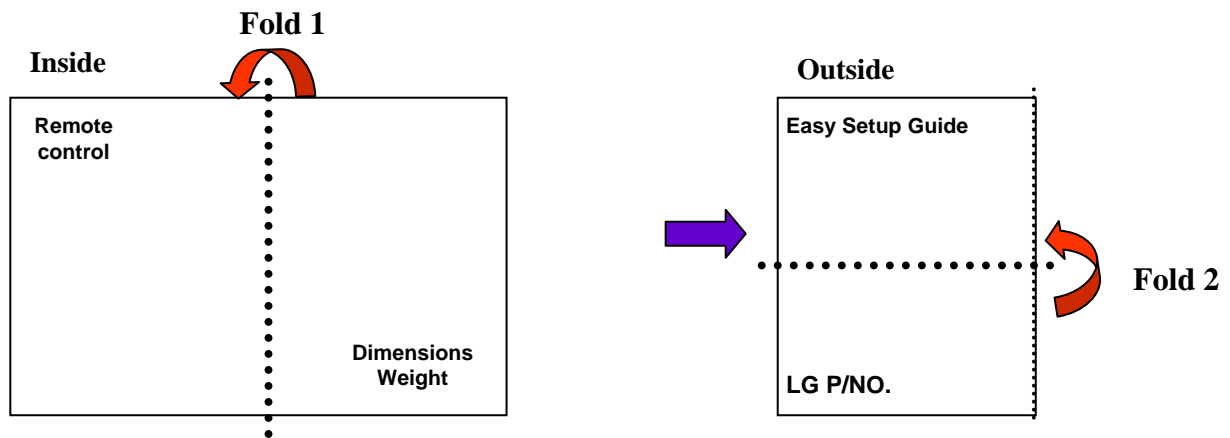 Fold 1
Inside
Remote
control
Dimensions
Weight
Outside
Easy Setup Guide
Fold 2
LG P/NO.